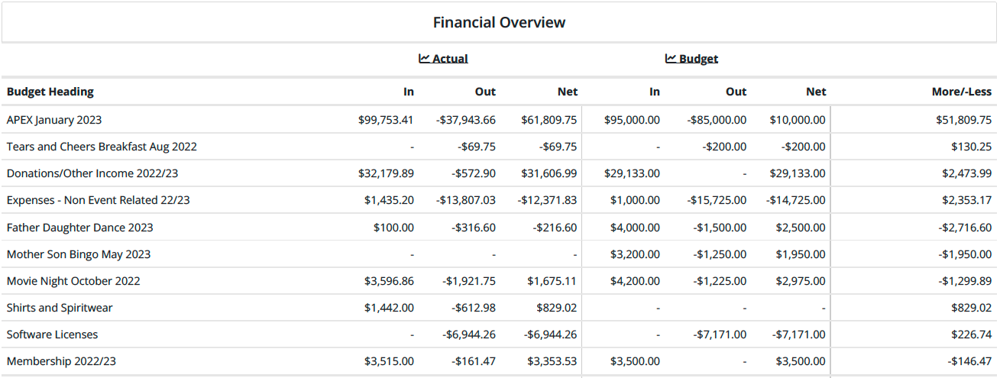 Financial Overview
Actual Budget
Budget Heading In Out Net In Out Net More/-Less
APEX January 2023 $99,753.41 -$37,943.66 $61,809.75 $95,000.00 -$85,000.00 $10,000.00 $51,809.75
Tears and Cheers Breakfast Aug 2022 - -$69.75 -$69.75 - -$200.00 -$200.00 $130.25
Donations/Other Income 2022/23 $32,179.89 -$572.90 $31,606.99 $29,133.00 - $29,133.00 $2,473.99
Expenses - Non Event Related 22/23 $1,435.20 -$13,807.03 -$12,371.83 $1,000.00 -$15,725.00 -$14,725.00 $2,353.17
Father Daughter Dance 2023 $100.00 -$316.60 -$216.60 $4,000.00 -$1,500.00 $2,500.00 -$2,716.60
Mother Son Bingo May 2023 - - - $3,200.00 -$1,250.00 $1,950.00 -$1,950.00
Movie Night October 2022 $3,596.86 -$1,921.75 $1,675.11 $4,200.00 -$1,225.00 $2,975.00 -$1,299.89
Shirts and Spiritwear $1,442.00 -$612.98 $829.02 - - - $829.02
Software Licenses - -$6,944.26 -$6,944.26 - -$7,171.00 -$7,171.00 $226.74
Membership 2022/23 $3,515.00 -$161.47 $3,353.53 $3,500.00 - $3,500.00 -$146.47